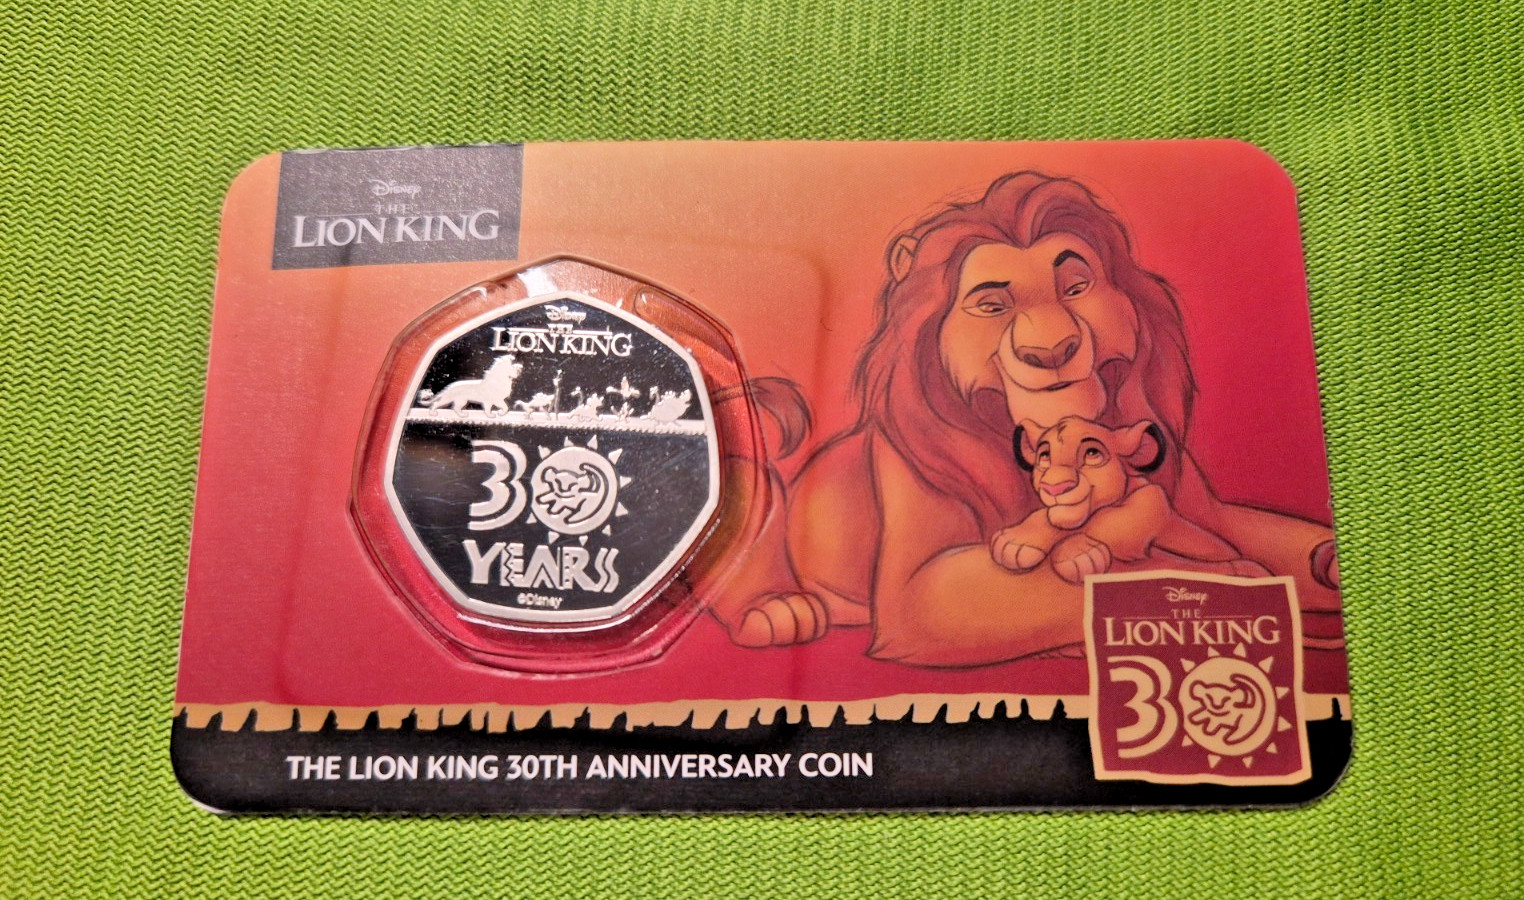 Disney
THE
LION KING
Disney
THE
LION KING
30
YEARS
©Disney
Disney
THE
LION KING
30
THE LION KING 30TH ANNIVERSARY COIN